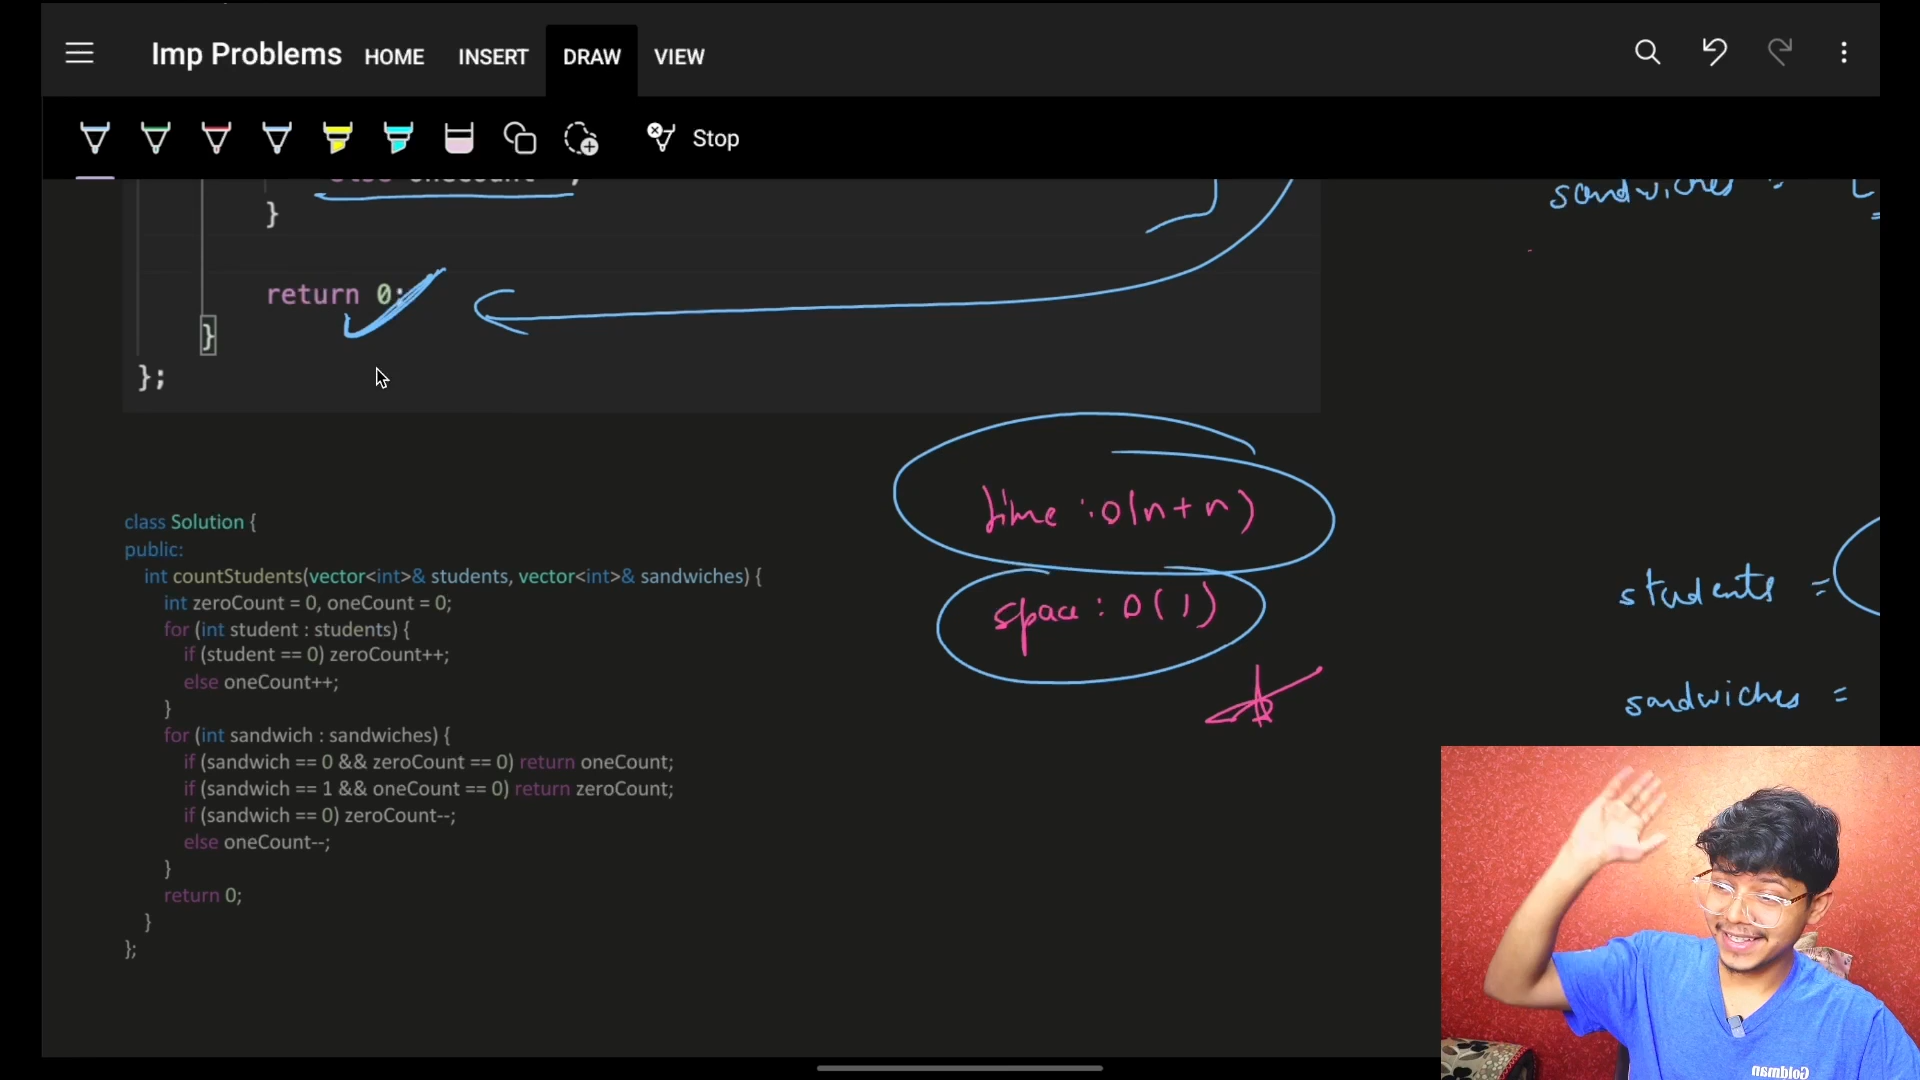 Imp Problems HOME INSERT DRAW VIEW
Stop
sandwiches =
}
return 0;
}
};
time : O(n+n)
space : O(1)
students =
sandwiches =
class Solution {
public:
int countStudents(vector<int>& students, vector<int>& sandwiches) {
int zeroCount = 0, oneCount = 0;
for (int student : students) {
if (student == 0) zeroCount++;
else oneCount++;
}
for (int sandwich : sandwiches) {
if (sandwich == 0 && zeroCount == 0) return oneCount;
if (sandwich == 1 && oneCount == 0) return zeroCount;
if (sandwich == 0) zeroCount--;
else oneCount--;
}
return 0;
}
};
Goldman